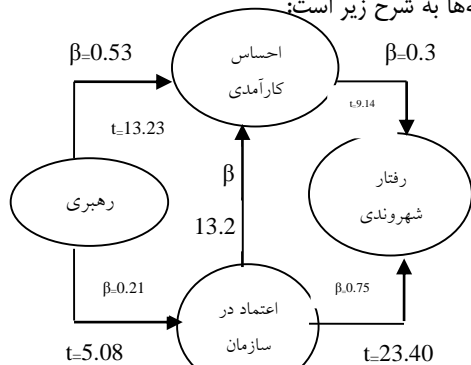 ه‌ها به شرح زیر است:
β=0.53
احساس
کارآمدی
β=0.3
t=9.14
t=13.23
رهبری
β
13.2
رفتار
شهروندی
β=0.21
اعتماد در
سازمان
β=0.75
t=5.08
t=23.40